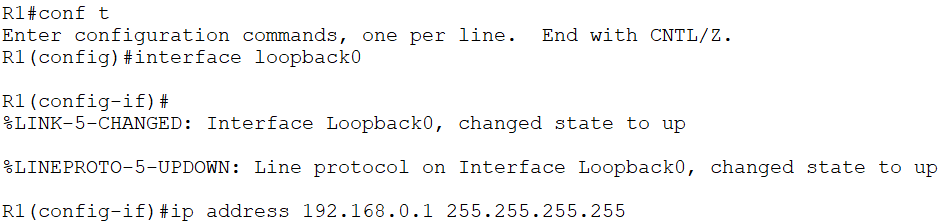 R1#conf t
Enter configuration commands, one per line.  End with CNTL/Z.
R1(config)#interface loopback0
R1(config-if)#
%LINK-5-CHANGED: Interface Loopback0, changed state to up
%LINEPROTO-5-UPDOWN: Line protocol on Interface Loopback0, changed state to up
R1(config-if)#ip address 192.168.0.1 255.255.255.255